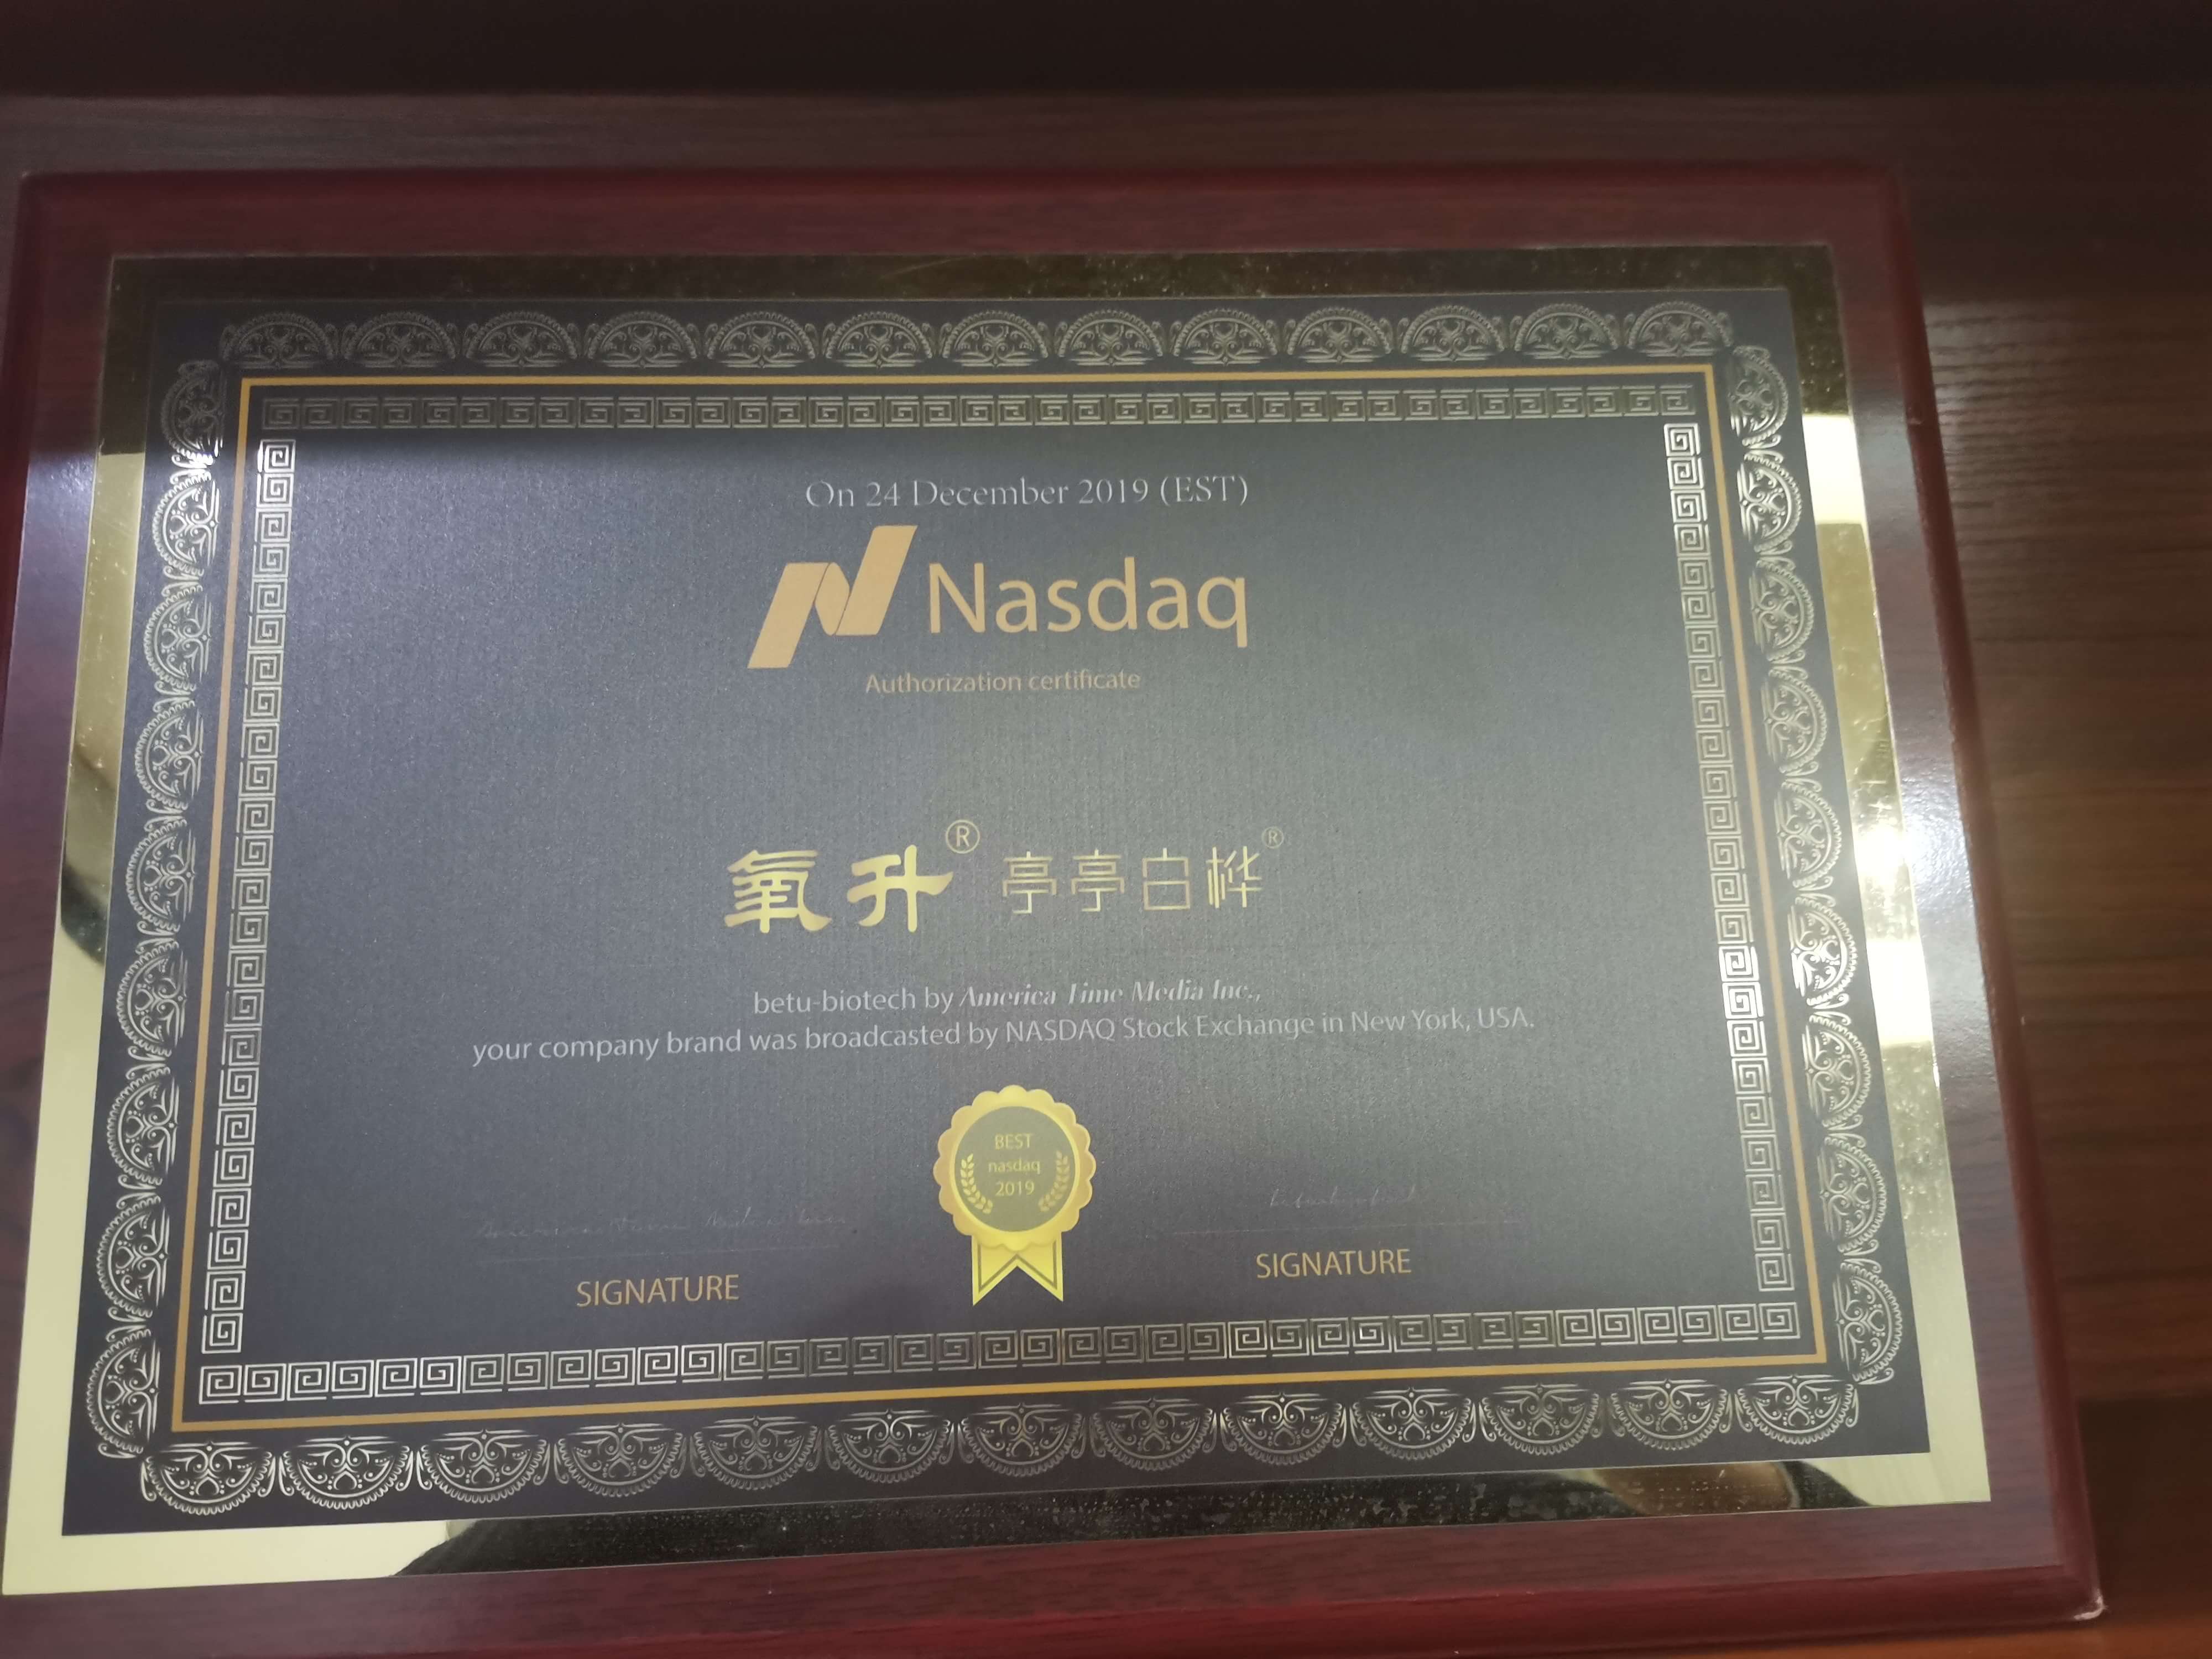 On 24 December 2019 (EST)
Nasdaq
Authorization certificate
氧升® 亭亭白桦®
betu-biotech by America Time Media Inc.,
your company brand was broadcasted by NASDAQ Stock Exchange in New York, USA.
BEST
nasdaq
2019
SIGNATURE
SIGNATURE